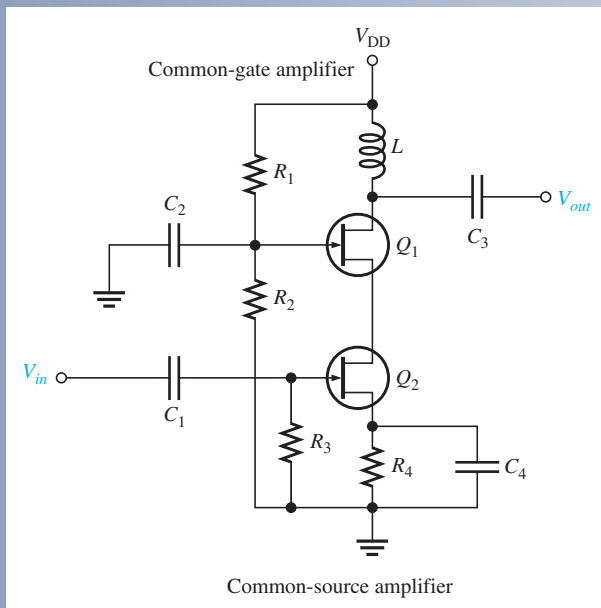 V_DD
Common-gate amplifier
L
R_1
C_2
V_out
C_3
Q_1
R_2
V_in
Q_2
C_1
R_3
R_4
C_4
Common-source amplifier